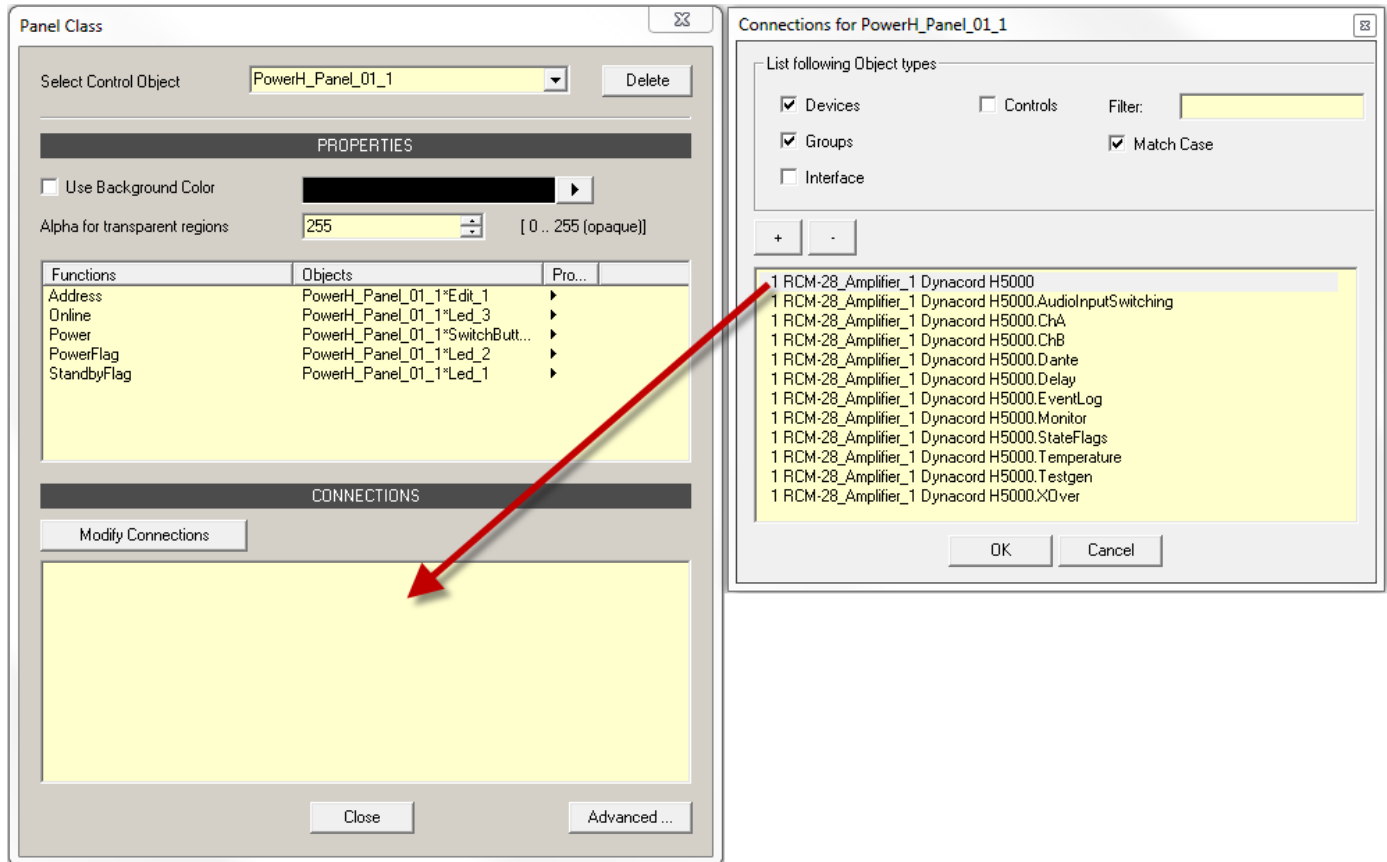 Panel Class
Select Control Object PowerH_Panel_01_1 Delete
PROPERTIES
Use Background Color
Alpha for transparent regions 255 [ 0 .. 255 (opaque)]
Functions Objects Pro...
Address PowerH_Panel_01_1*Edit_1
Online PowerH_Panel_01_1*Led_3
Power PowerH_Panel_01_1*SwitchButt...
PowerFlag PowerH_Panel_01_1*Led_2
StandbyFlag PowerH_Panel_01_1*Led_1
CONNECTIONS
Modify Connections
Close Advanced ...
Connections for PowerH_Panel_01_1
List following Object types
Devices Controls Filter:
Groups Match Case
Interface
+ -
1 RCM-28_Amplifier_1 Dynacord H5000
1 RCM-28_Amplifier_1 Dynacord H5000.AudioInputSwitching
1 RCM-28_Amplifier_1 Dynacord H5000.ChA
1 RCM-28_Amplifier_1 Dynacord H5000.ChB
1 RCM-28_Amplifier_1 Dynacord H5000.Dante
1 RCM-28_Amplifier_1 Dynacord H5000.Delay
1 RCM-28_Amplifier_1 Dynacord H5000.EventLog
1 RCM-28_Amplifier_1 Dynacord H5000.Monitor
1 RCM-28_Amplifier_1 Dynacord H5000.StateFlags
1 RCM-28_Amplifier_1 Dynacord H5000.Temperature
1 RCM-28_Amplifier_1 Dynacord H5000.Testgen
1 RCM-28_Amplifier_1 Dynacord H5000.XOver
OK Cancel